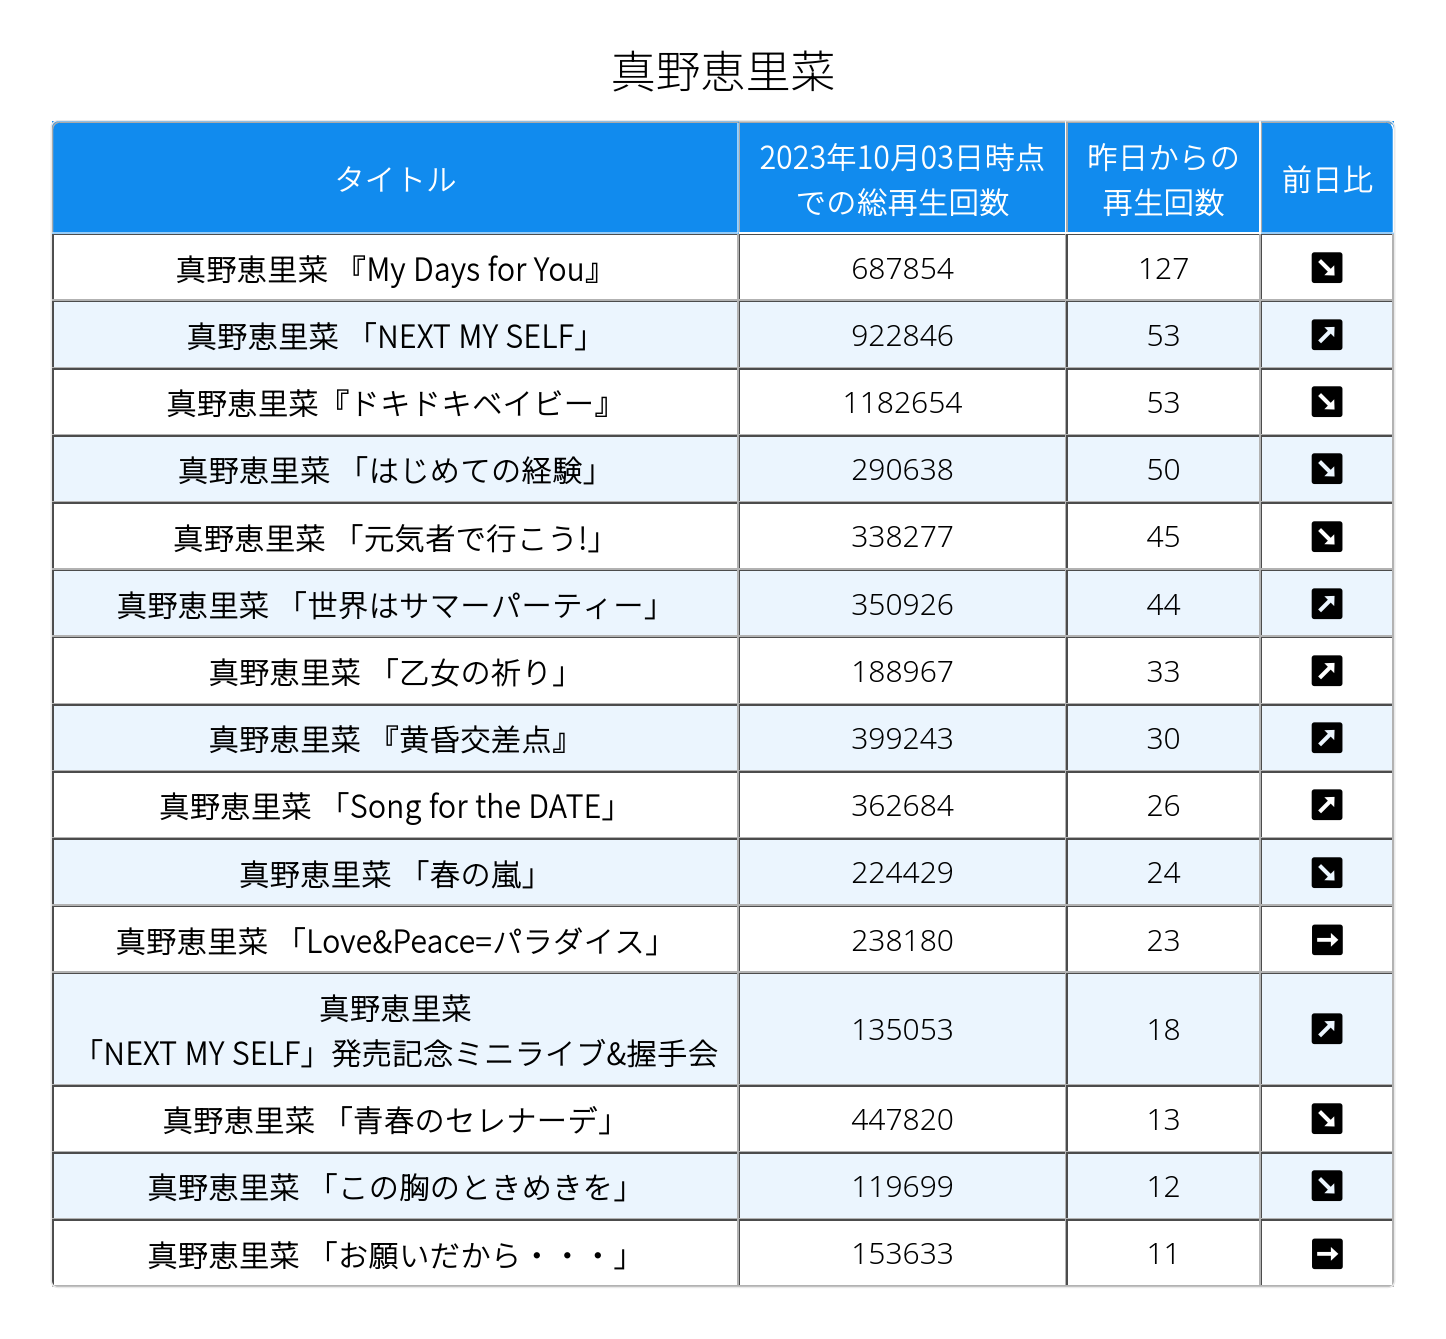 真野恵里菜
タイトル
2023年10月03日時点
での総再生回数
昨日からの
再生回数
前日比
真野恵里菜 『My Days for You』 687854 127
真野恵里菜 「NEXT MY SELF」 922846 53
真野恵里菜『ドキドキベイビー』 1182654 53
真野恵里菜 「はじめての経験」 290638 50
真野恵里菜 「元気者で行こう!」 338277 45
真野恵里菜 「世界はサマーパーティー」 350926 44
真野恵里菜 「乙女の祈り」 188967 33
真野恵里菜 『黄昏交差点』 399243 30
真野恵里菜 「Song for the DATE」 362684 26
真野恵里菜 「春の嵐」 224429 24
真野恵里菜 「Love&Peace=パラダイス」 238180 23
真野恵里菜
「NEXT MY SELF」発売記念ミニライブ&握手会 135053 18
真野恵里菜 「青春のセレナーデ」 447820 13
真野恵里菜 「この胸のときめきを」 119699 12
真野恵里菜 「お願いだから・・・」 153633 11